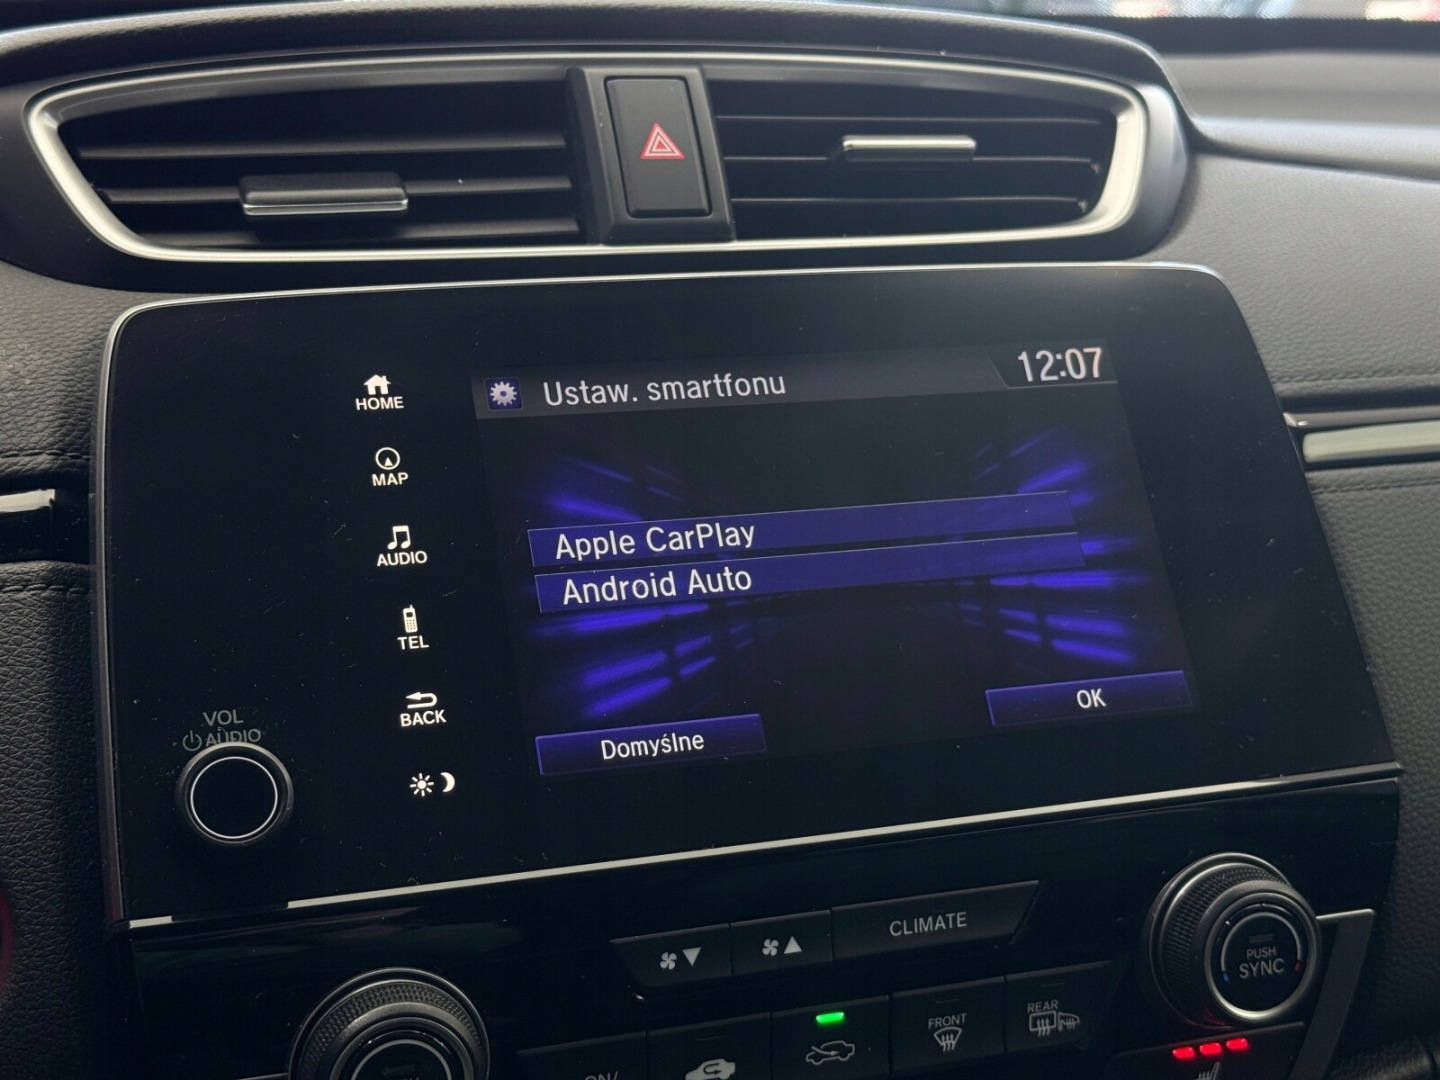 12:07
Ustaw. smartfonu
HOME
MAP
AUDIO
TEL
BACK
Apple CarPlay
Android Auto
Domyślne
OK
VOL
AUDIO
CLIMATE
PUSH
SYNC
FRONT
REAR
ON/